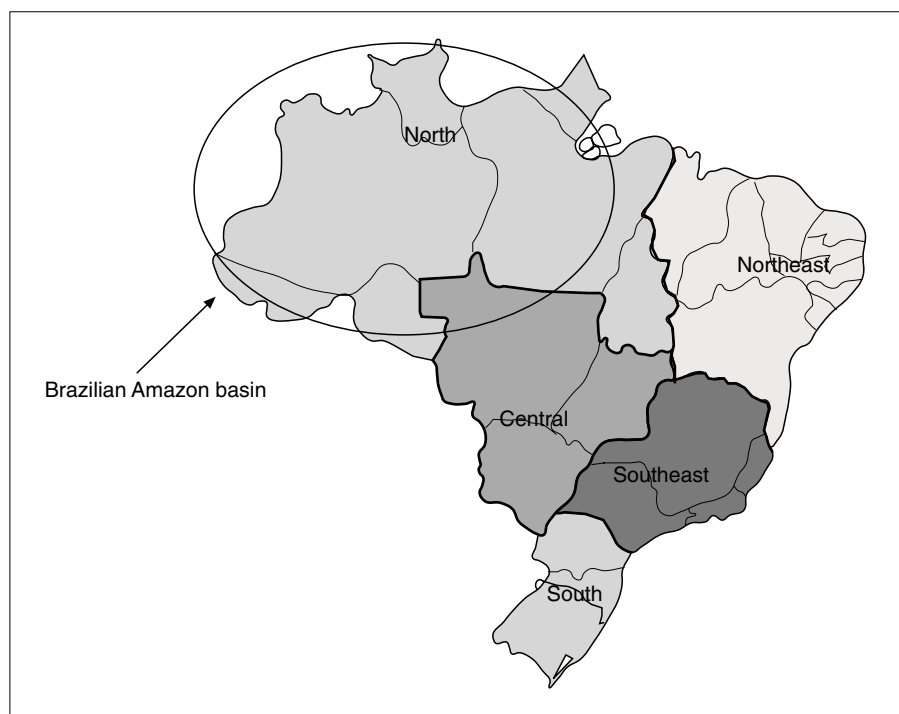 North
Northeast
Brazilian Amazon basin
Central
Southeast
South